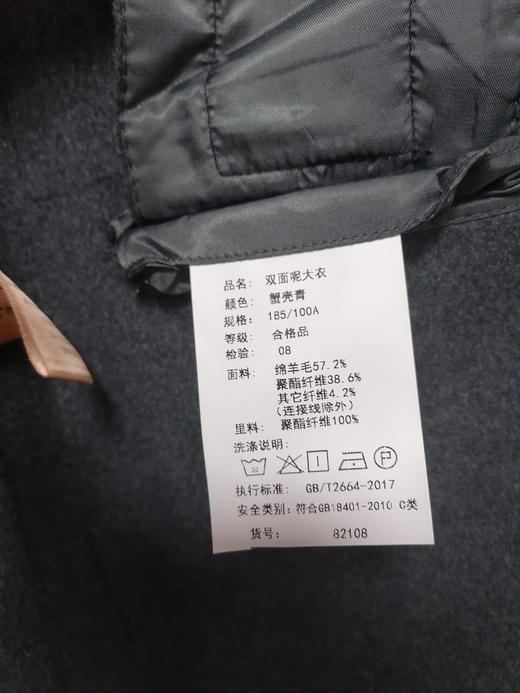 品名: 双面呢大衣
颜色: 蟹壳青
规格: 185/100A
等级: 合格品
检验: 08
面料: 绵羊毛57.2%
聚酯纤维38.6%
其它纤维4.2%
(连接线除外)
里料: 聚酯纤维100%
洗涤说明:
30
P
执行标准: GB/T2664-2017
安全类别: 符合GB18401-2010 C类
货号: 82108